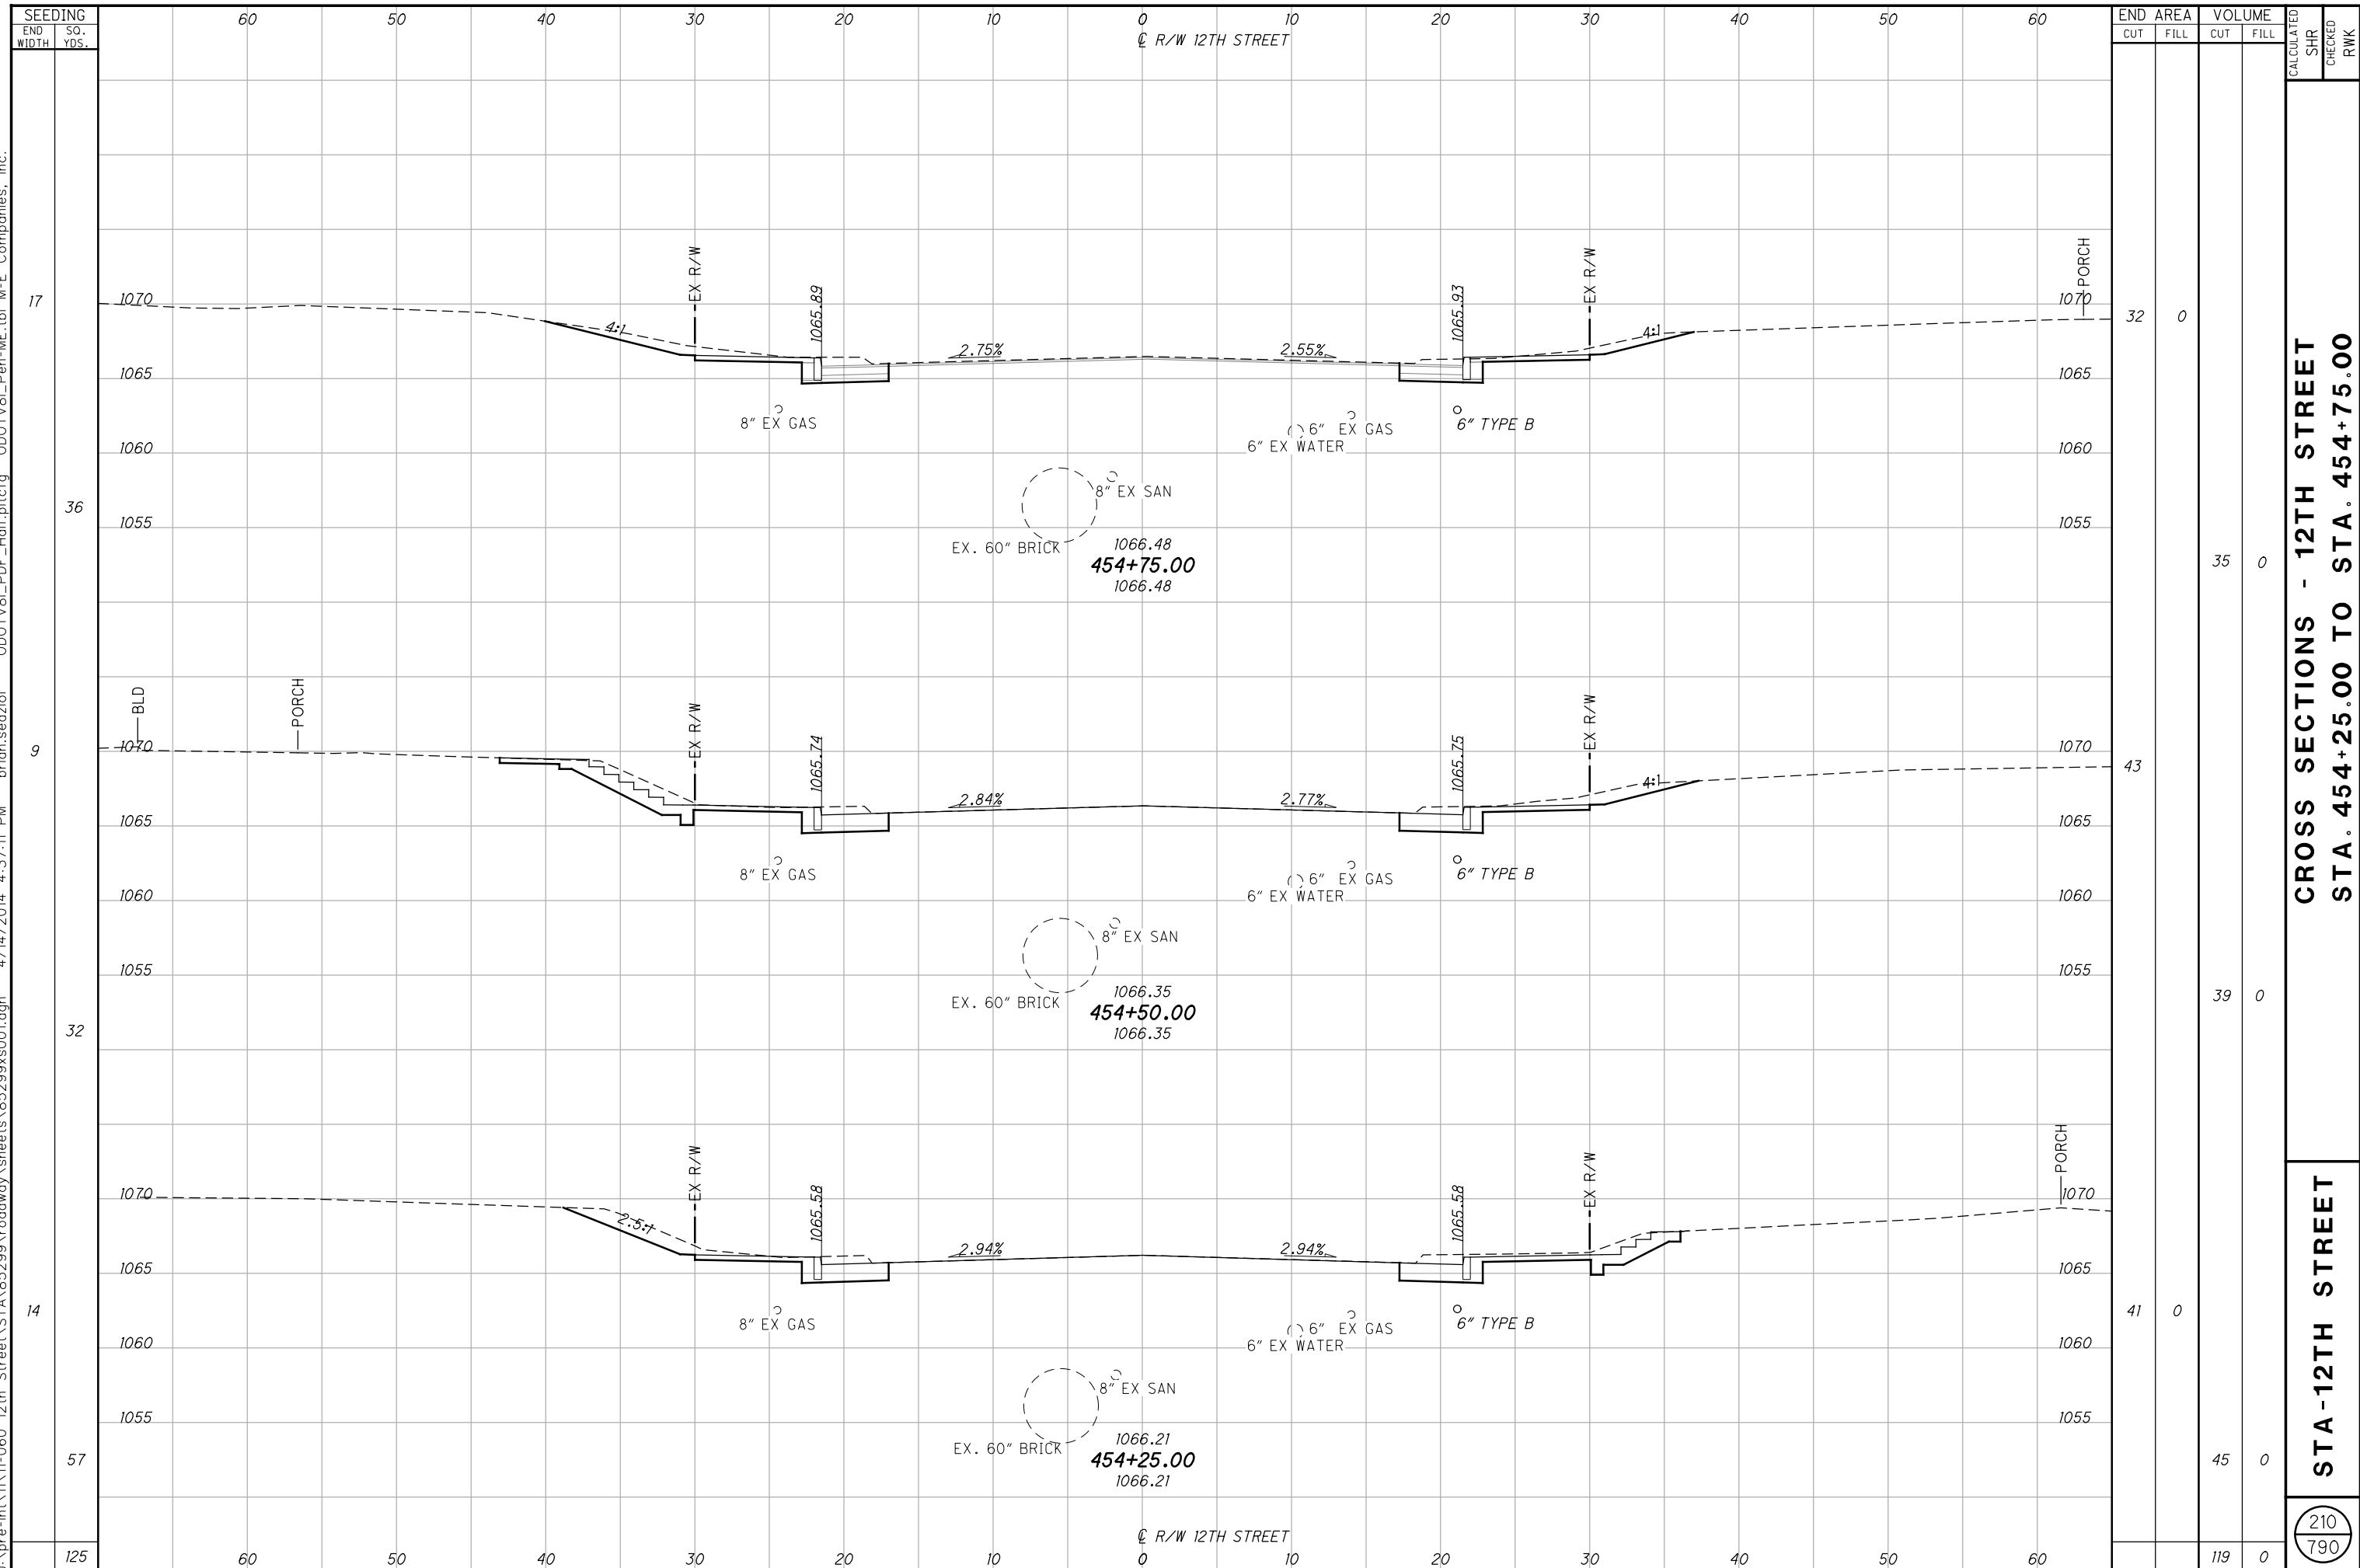 SEEDING
END WIDTH
SQ. YDS.
60 50 40 30 20 10 0 10 20 30 40 50 60
℄ R/W 12TH STREET
END AREA
CUT FILL
VOLUME
CUT FILL
CALCULATED
SHR
CHECKED
RWK
EX R/W
1065.89
1065.93
EX R/W
PORCH
17
1070
1070
32 0
4:1
2.75%
2.55%
4:1
1065
1065
8" EX GAS
6" EX GAS
6" EX WATER
6" TYPE B
1060
1060
8" EX SAN
36
1055
1055
EX. 60" BRICK
1066.48
454+75.00
1066.48
35 0
BLD
PORCH
EX R/W
1065.74
1065.75
EX R/W
9
1070
1070
43
2.84%
2.77%
4:1
1065
1065
8" EX GAS
6" EX GAS
6" EX WATER
6" TYPE B
1060
1060
8" EX SAN
1055
1055
EX. 60" BRICK
1066.35
454+50.00
1066.35
39 0
32
EX R/W
1065.58
1065.58
EX R/W
PORCH
1070
1070
2.5:1
2.94%
2.94%
1065
1065
14
41 0
8" EX GAS
6" EX GAS
6" EX WATER
6" TYPE B
1060
1060
8" EX SAN
1055
1055
EX. 60" BRICK
1066.21
454+25.00
1066.21
57
45 0
℄ R/W 12TH STREET
125
60 50 40 30 20 10 0 10 20 30 40 50 60
119 0
CROSS SECTIONS - 12TH STREET
STA. 454+25.00 TO STA. 454+75.00
STA-12TH STREET
210
790
4/14/2014 4:57:11 PM